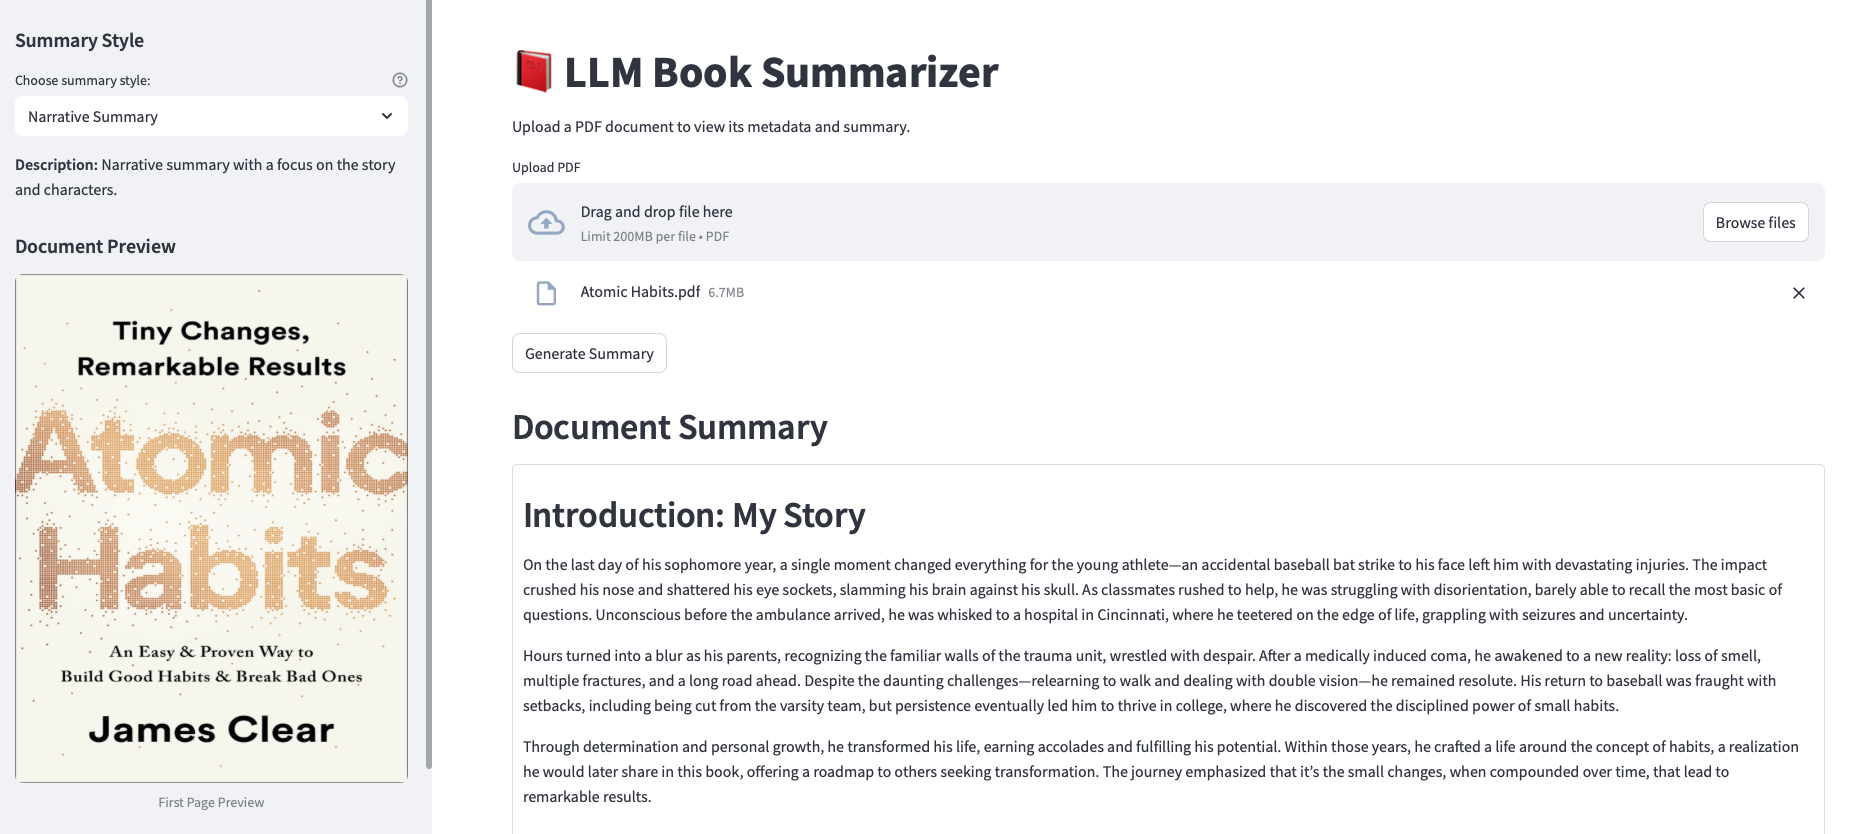 Summary Style
Choose summary style:
Narrative Summary
Description: Narrative summary with a focus on the story
and characters.
Document Preview
Tiny Changes,
Remarkable Results
Atomic
Habits
An Easy & Proven Way to
Build Good Habits & Break Bad Ones
James Clear
First Page Preview
LLM Book Summarizer
Upload a PDF document to view its metadata and summary.
Upload PDF
Drag and drop file here
Limit 200MB per file • PDF
Browse files
Atomic Habits.pdf 6.7MB
Generate Summary
Document Summary
Introduction: My Story
On the last day of his sophomore year, a single moment changed everything for the young athlete—an accidental baseball bat strike to his face left him with devastating injuries. The impact
crushed his nose and shattered his eye sockets, slamming his brain against his skull. As classmates rushed to help, he was struggling with disorientation, barely able to recall the most basic of
questions. Unconscious before the ambulance arrived, he was whisked to a hospital in Cincinnati, where he teetered on the edge of life, grappling with seizures and uncertainty.
Hours turned into a blur as his parents, recognizing the familiar walls of the trauma unit, wrestled with despair. After a medically induced coma, he awakened to a new reality: loss of smell,
multiple fractures, and a long road ahead. Despite the daunting challenges—relearning to walk and dealing with double vision—he remained resolute. His return to baseball was fraught with
setbacks, including being cut from the varsity team, but persistence eventually led him to thrive in college, where he discovered the disciplined power of small habits.
Through determination and personal growth, he transformed his life, earning accolades and fulfilling his potential. Within those years, he crafted a life around the concept of habits, a realization
he would later share in this book, offering a roadmap to others seeking transformation. The journey emphasized that it’s the small changes, when compounded over time, that lead to
remarkable results.